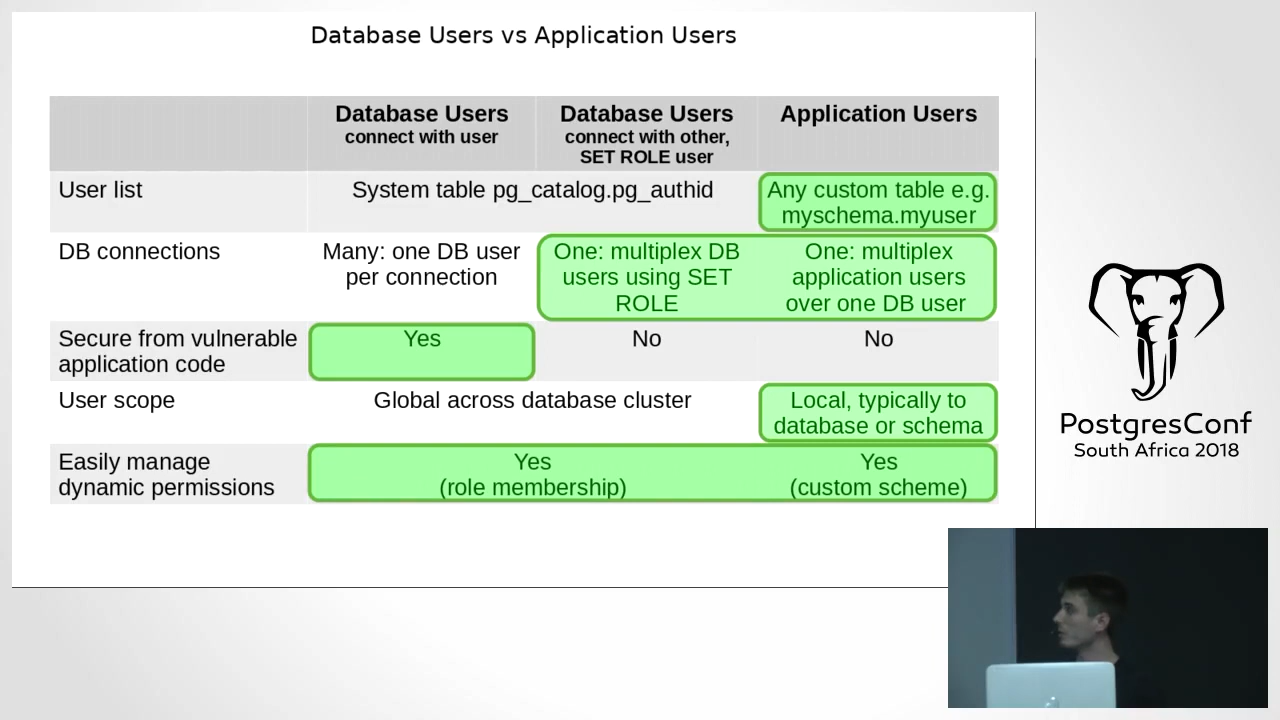 Database Users vs Application Users
Database Users
connect with user
Database Users
connect with other,
SET ROLE user
Application Users
User list
System table pg_catalog.pg_authid
Any custom table e.g.
myschema.myuser
DB connections
Many: one DB user
per connection
One: multiplex DB
users using SET
ROLE
One: multiplex
application users
over one DB user
Secure from vulnerable
application code
Yes
No
No
User scope
Global across database cluster
Local, typically to
database or schema
Easily manage
dynamic permissions
Yes
(role membership)
Yes
(custom scheme)
PostgresConf
South Africa 2018